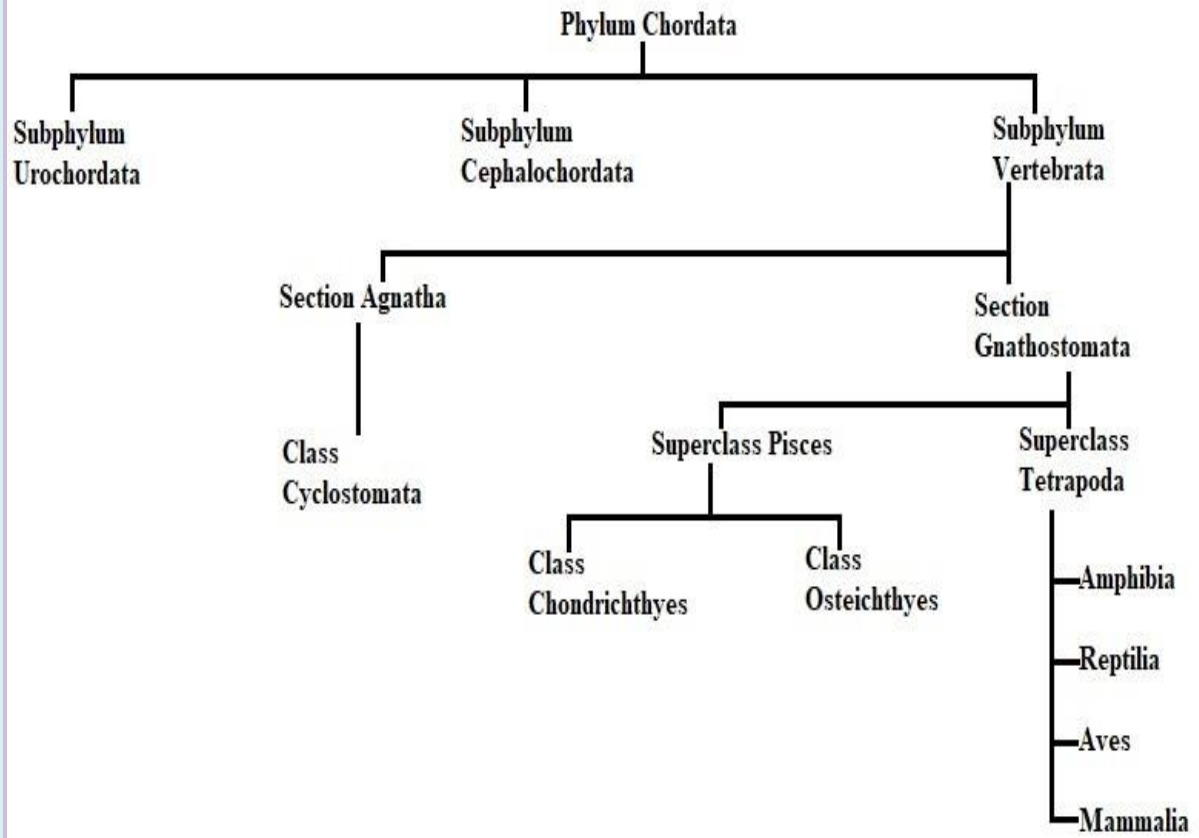 Phylum Chordata
Subphylum
Urochordata
Subphylum
Cephalochordata
Subphylum
Vertebrata
Section Agnatha
Section
Gnathostomata
Class
Cyclostomata
Superclass Pisces
Superclass
Tetrapoda
Class
Chondrichthyes
Class
Osteichthyes
Amphibia
Reptilia
Aves
Mammalia